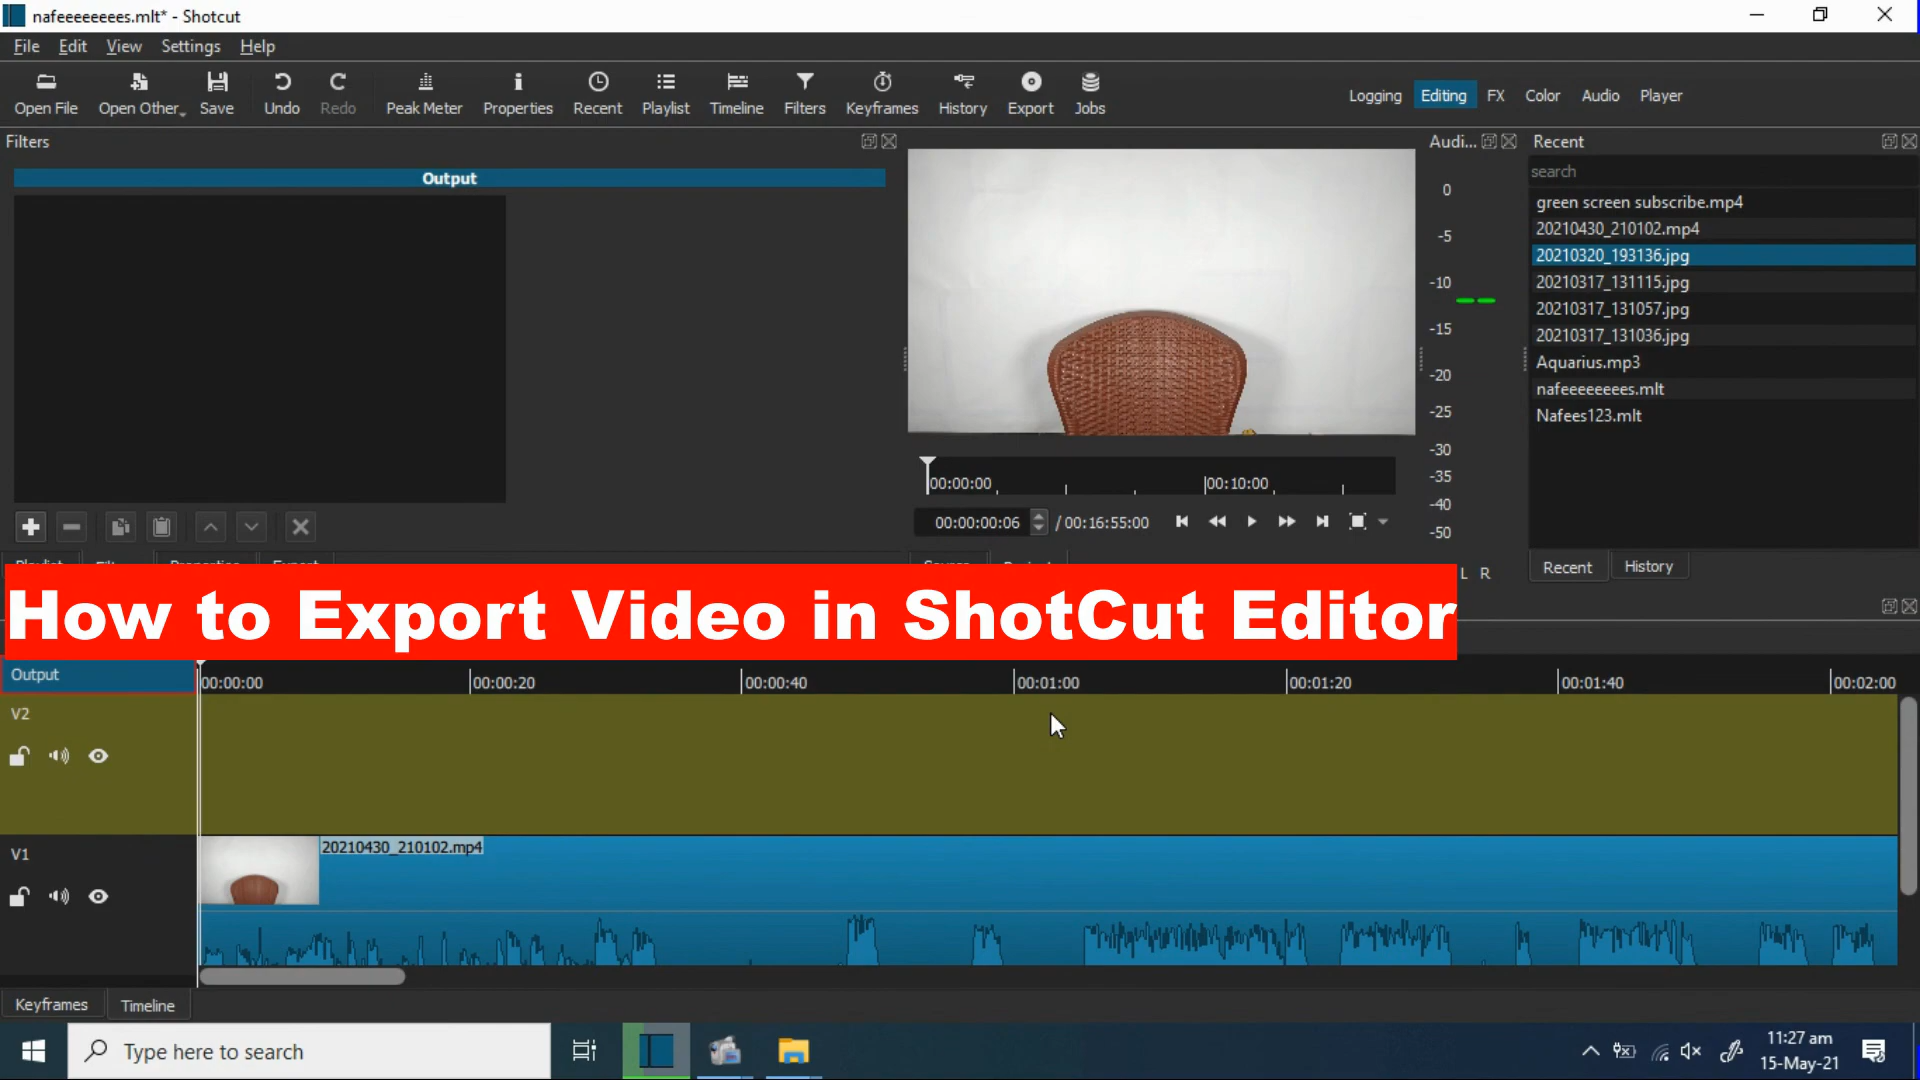 nafeeeeeeees.mlt* - Shotcut
File Edit View Settings Help
Open File Open Other Save Undo Redo Peak Meter Properties Recent Playlist Timeline Filters Keyframes History Export Jobs
Logging Editing FX Color Audio Player
Filters
Audi...
Recent
Output
search
green screen subscribe.mp4
20210430_210102.mp4
20210320_193136.jpg
20210317_131115.jpg
20210317_131057.jpg
20210317_131036.jpg
Aquarius.mp3
nafeeeeeeees.mlt
Nafees123.mlt
0
-5
-10
-15
-20
-25
-30
-35
-40
-50
L R
00:00:00 00:10:00
00:00:00:06 / 00:16:55:00
Recent History
How to Export Video in ShotCut Editor
Output
00:00:00 00:00:20 00:00:40 00:01:00 00:01:20 00:01:40 00:02:00
V2
V1
20210430_210102.mp4
Keyframes Timeline
Type here to search
11:27 am
15-May-21